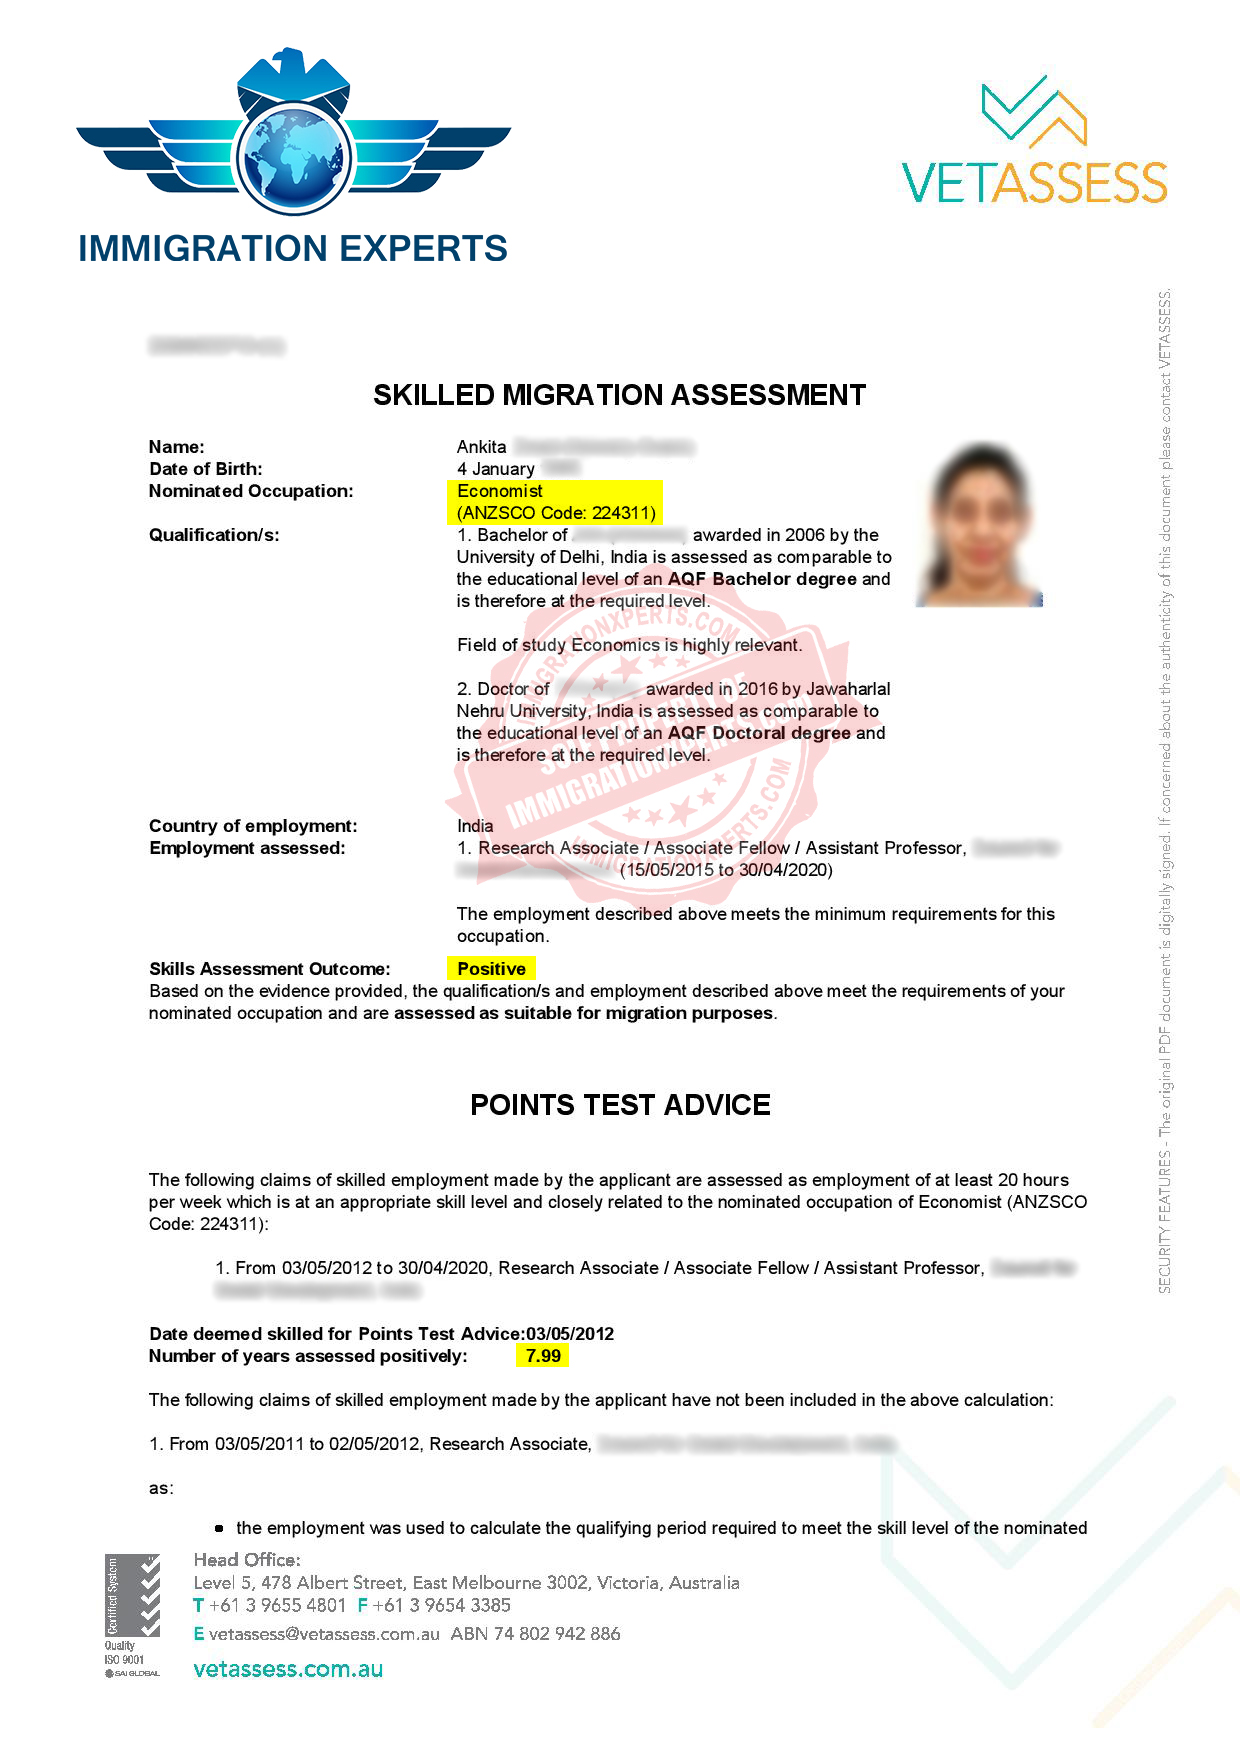 IMMIGRATION EXPERTS
VETASSESS
SKILLED MIGRATION ASSESSMENT
Name: Ankita
Date of Birth: 4 January
Nominated Occupation: Economist
(ANZSCO Code: 224311)
Qualification/s: 1. Bachelor of awarded in 2006 by the
University of Delhi, India is assessed as comparable to
the educational level of an AQF Bachelor degree and
is therefore at the required level.
Field of study Economics is highly relevant.
2. Doctor of awarded in 2016 by Jawaharlal
Nehru University, India is assessed as comparable to
the educational level of an AQF Doctoral degree and
is therefore at the required level.
IMMIGRATIONXPERTS.COM
SOLE PROPERTY OF
IMMIGRATIONXPERTS.COM
IMMIGRATIONXPERTS.COM
Country of employment: India
Employment assessed: 1. Research Associate / Associate Fellow / Assistant Professor,
(15/05/2015 to 30/04/2020)
The employment described above meets the minimum requirements for this
occupation.
Skills Assessment Outcome: Positive
Based on the evidence provided, the qualification/s and employment described above meet the requirements of your
nominated occupation and are assessed as suitable for migration purposes.
POINTS TEST ADVICE
The following claims of skilled employment made by the applicant are assessed as employment of at least 20 hours
per week which is at an appropriate skill level and closely related to the nominated occupation of Economist (ANZSCO
Code: 224311):
1. From 03/05/2012 to 30/04/2020, Research Associate / Associate Fellow / Assistant Professor,
Date deemed skilled for Points Test Advice:03/05/2012
Number of years assessed positively: 7.99
The following claims of skilled employment made by the applicant have not been included in the above calculation:
1. From 03/05/2011 to 02/05/2012, Research Associate,
as:
• the employment was used to calculate the qualifying period required to meet the skill level of the nominated
SECURITY FEATURES - The original PDF document is digitally signed. If concerned about the authenticity of this document please contact VETASSESS.
Certified System
Quality
ISO 9001
SAI GLOBAL
Head Office:
Level 5, 478 Albert Street, East Melbourne 3002, Victoria, Australia
T +61 3 9655 4801 F +61 3 9654 3385
E vetassess@vetassess.com.au ABN 74 802 942 886
vetassess.com.au